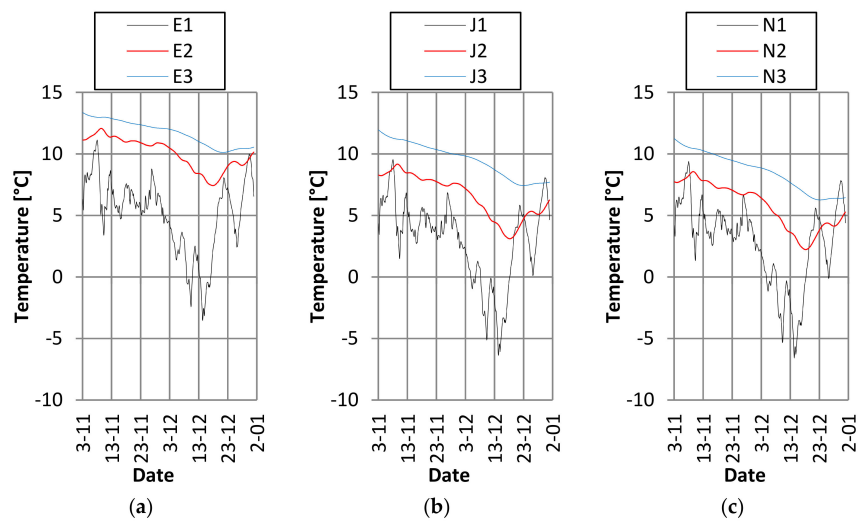 E1
E2
E3
15
10
5
0
-5
-10
Temperature [°C]
3-11
13-11
23-11
3-12
13-12
23-12
2-01
Date
(a)
J1
J2
J3
15
10
5
0
-5
-10
Temperature [°C]
3-11
13-11
23-11
3-12
13-12
23-12
2-01
Date
(b)
N1
N2
N3
15
10
5
0
-5
-10
Temperature [°C]
3-11
13-11
23-11
3-12
13-12
23-12
2-01
Date
(c)